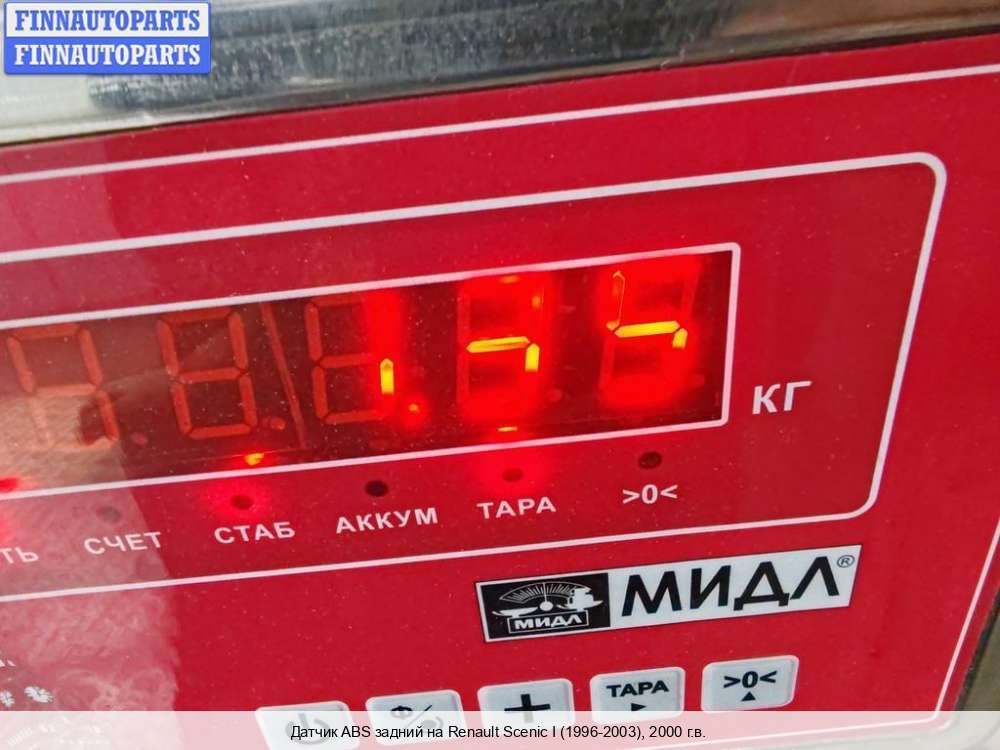 FINNAUTOPARTS
FINNAUTOPARTS
КГ
ТЬ
СЧЕТ
СТАБ
АККУМ
ТАРА
>0<
МИДЛ
МИДЛ®
ТАРА
>0<
Датчик ABS задний на Renault Scenic I (1996-2003), 2000 г.в.